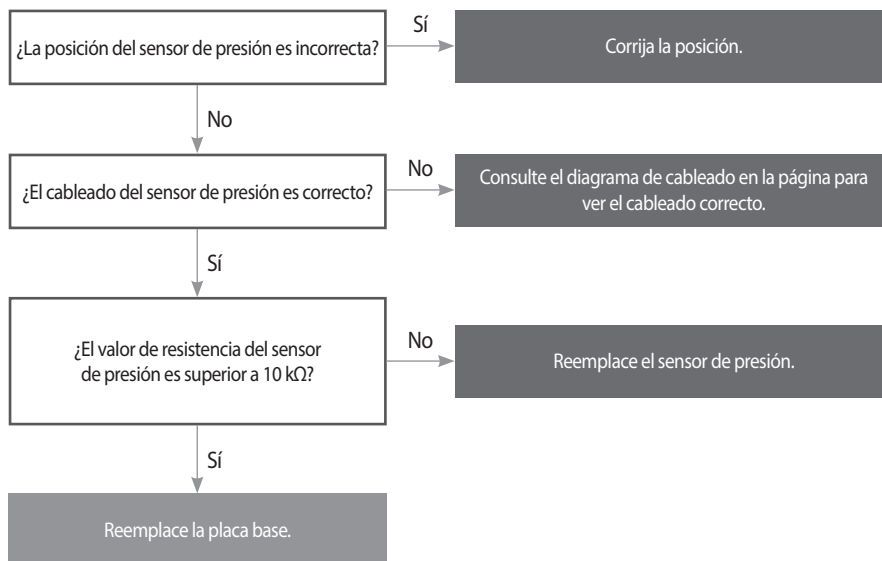 ¿La posición del sensor de presión es incorrecta?
Sí
Corrija la posición.
No
¿El cableado del sensor de presión es correcto?
No
Consulte el diagrama de cableado en la página para
ver el cableado correcto.
Sí
¿El valor de resistencia del sensor
de presión es superior a 10 kΩ?
No
Reemplace el sensor de presión.
Sí
Reemplace la placa base.